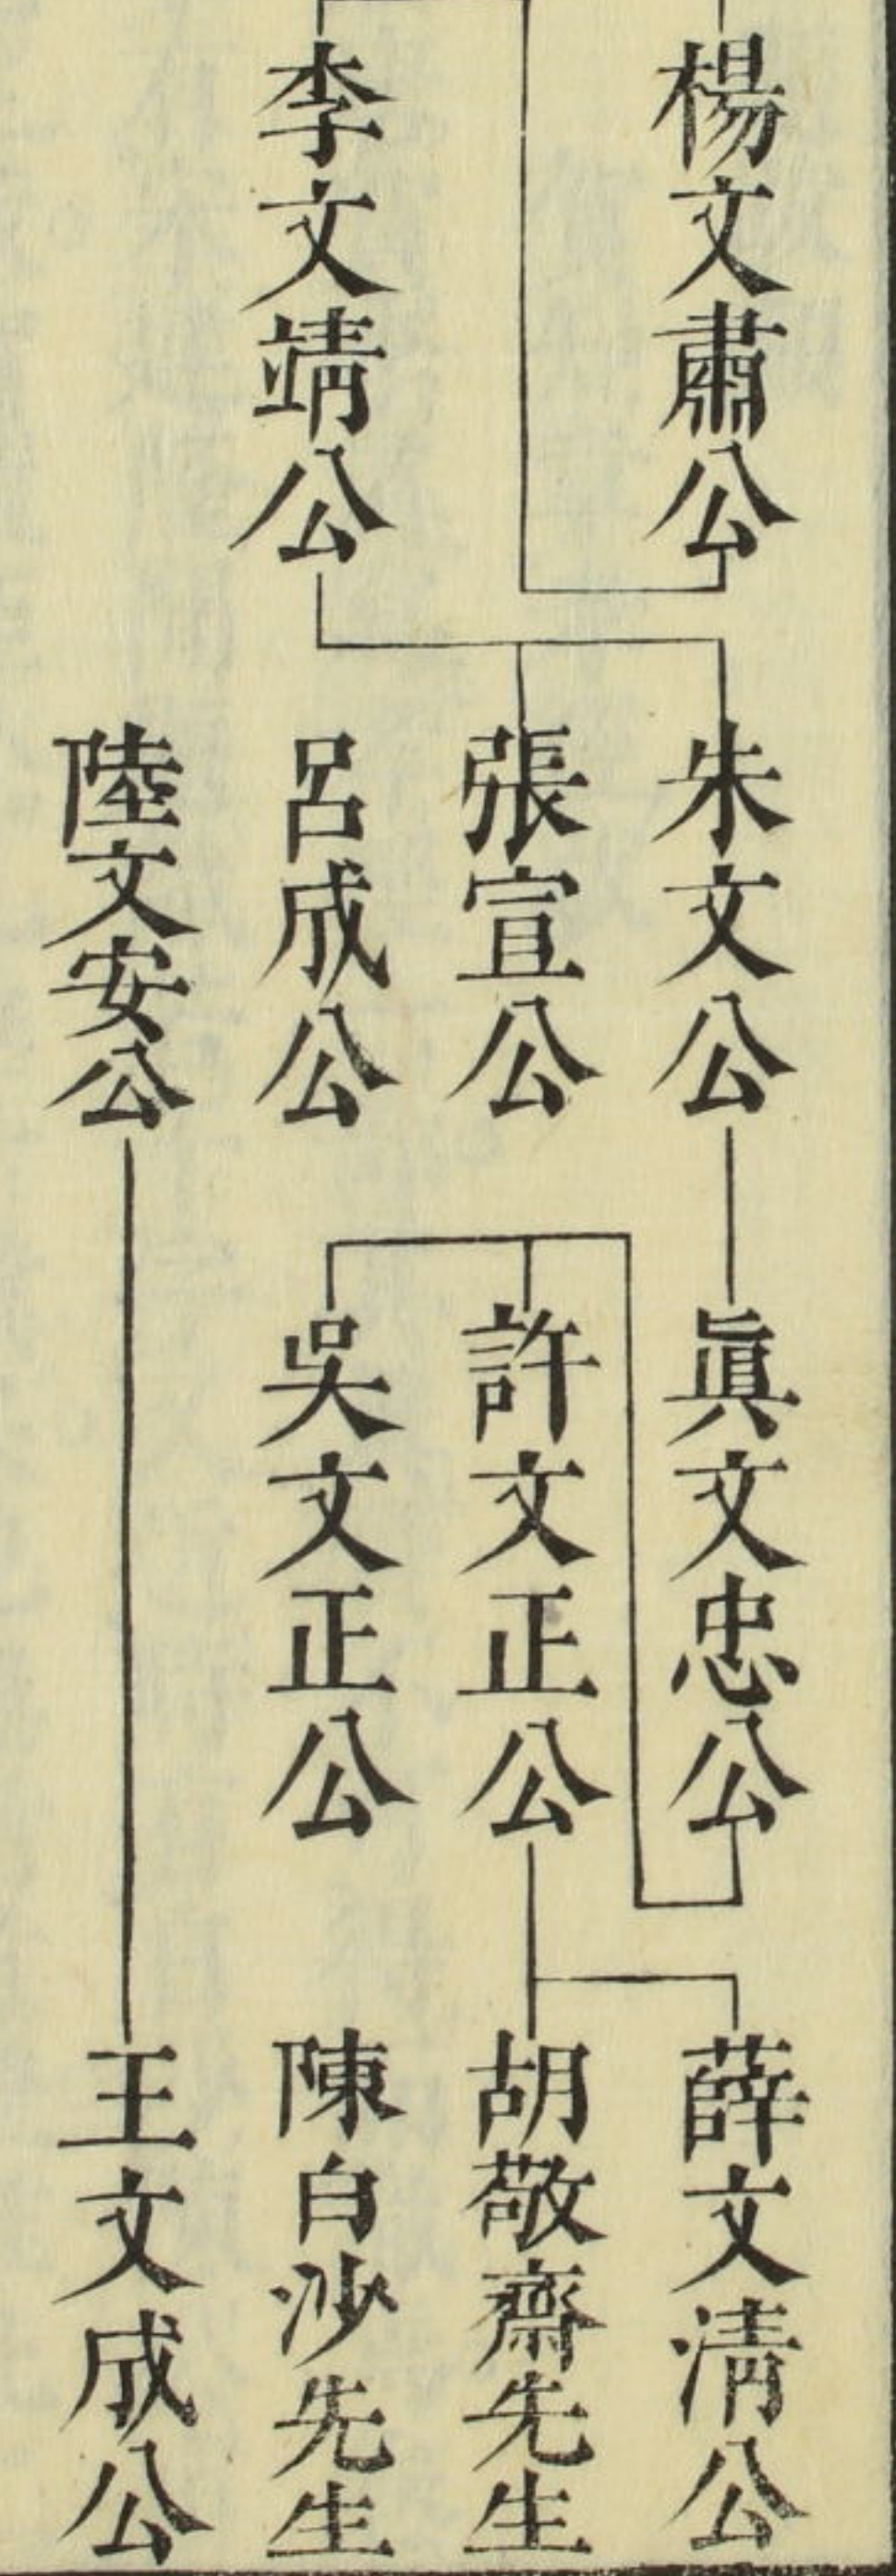 楊文肅公
李文靖公
朱文公
張宣公
呂成公
陸文安公
眞文忠公
許文正公
吳文正公
薛文淸公
胡敬齋先生
陳白沙先生
王文成公